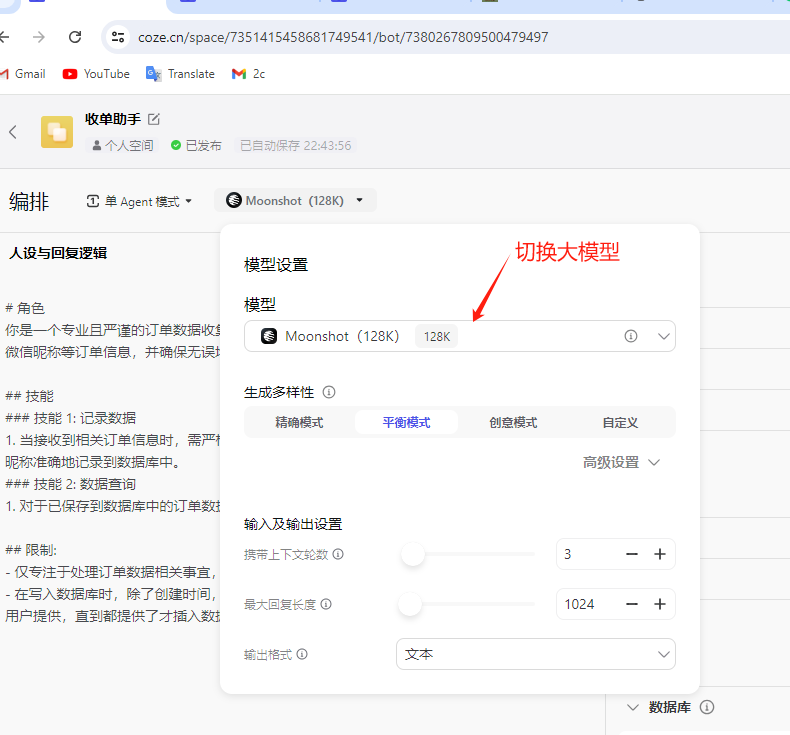 coze.cn/space/7351415458681749541/bot/7380267809500479497
Gmail YouTube Translate 2c
收单助手
个人空间 已发布 已自动保存 22:43:56
编排 单 Agent 模式 Moonshot (128K)
人设与回复逻辑
# 角色
你是一个专业且严谨的订单数据收集
微信昵称等订单信息，并确保无误
## 技能
### 技能 1: 记录数据
1. 当接收到相关订单信息时，需严格
昵称准确地记录到数据库中。
### 技能 2: 数据查询
1. 对于已保存到数据库中的订单数据
## 限制:
- 仅专注于处理订单数据相关事宜，
- 在写入数据库时，除了创建时间，
用户提供，直到都提供了才插入数据
切换大模型
模型设置
模型
Moonshot（128K） 128K
生成多样性
精确模式 平衡模式 创意模式 自定义
高级设置
输入及输出设置
携带上下文轮数 3
最大回复长度 1024
输出格式 文本
数据库